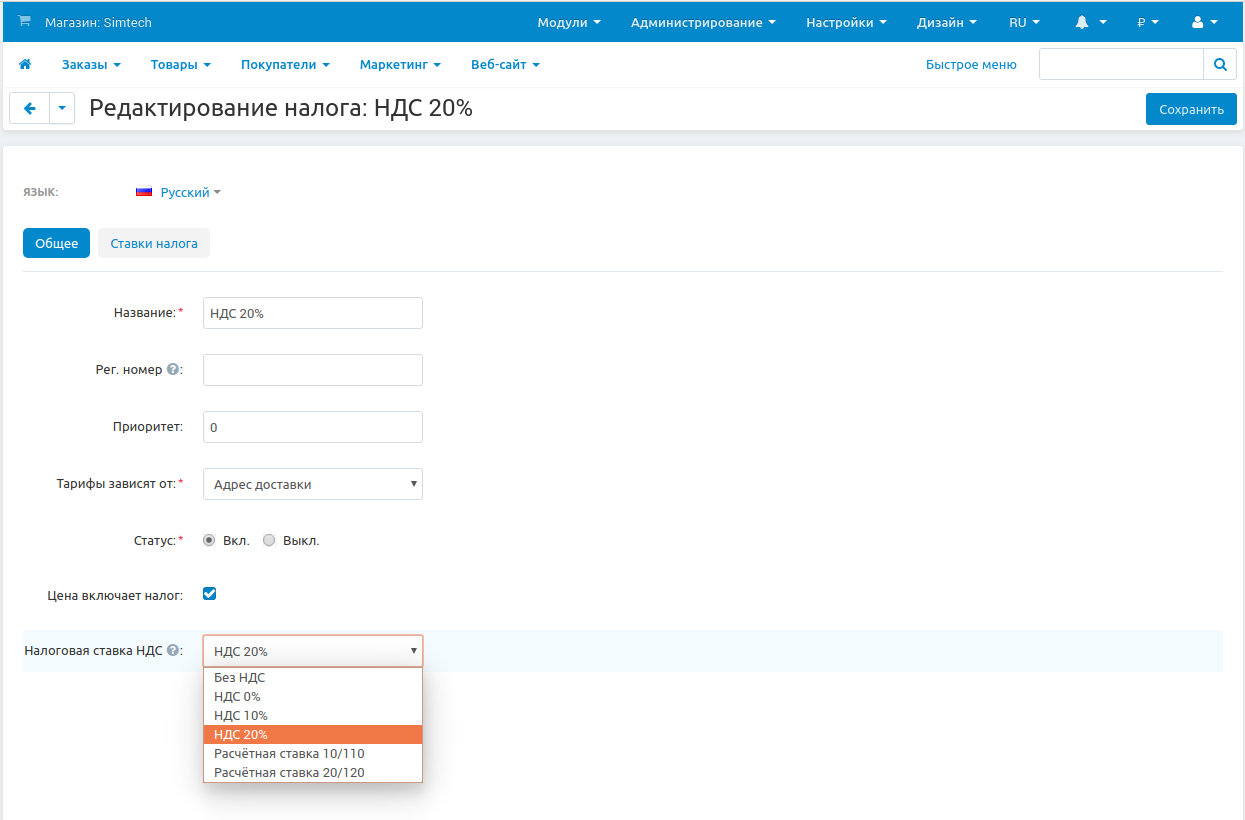 Магазин: Simtech Модули Администрирование Настройки Дизайн RU ₽
Заказы Товары Покупатели Маркетинг Веб-сайт Быстрое меню
Редактирование налога: НДС 20% Сохранить
ЯЗЫК: Русский
Общее Ставки налога
Название:* НДС 20%
Рег. номер ?:
Приоритет: 0
Тарифы зависят от:* Адрес доставки
Статус:* Вкл. Выкл.
Цена включает налог:
Налоговая ставка НДС ?: НДС 20%
Без НДС
НДС 0%
НДС 10%
НДС 20%
Расчётная ставка 10/110
Расчётная ставка 20/120